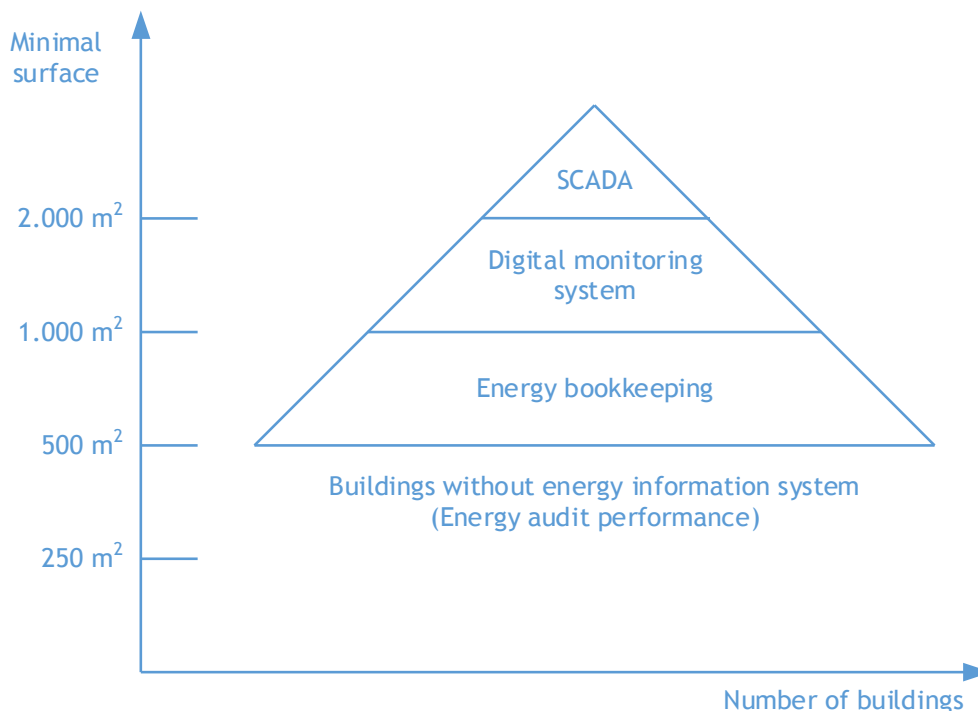 Minimal
surface
SCADA
2.000 m²
Digital monitoring
system
1.000 m²
Energy bookkeeping
500 m²
Buildings without energy information system
(Energy audit performance)
250 m²
Number of buildings